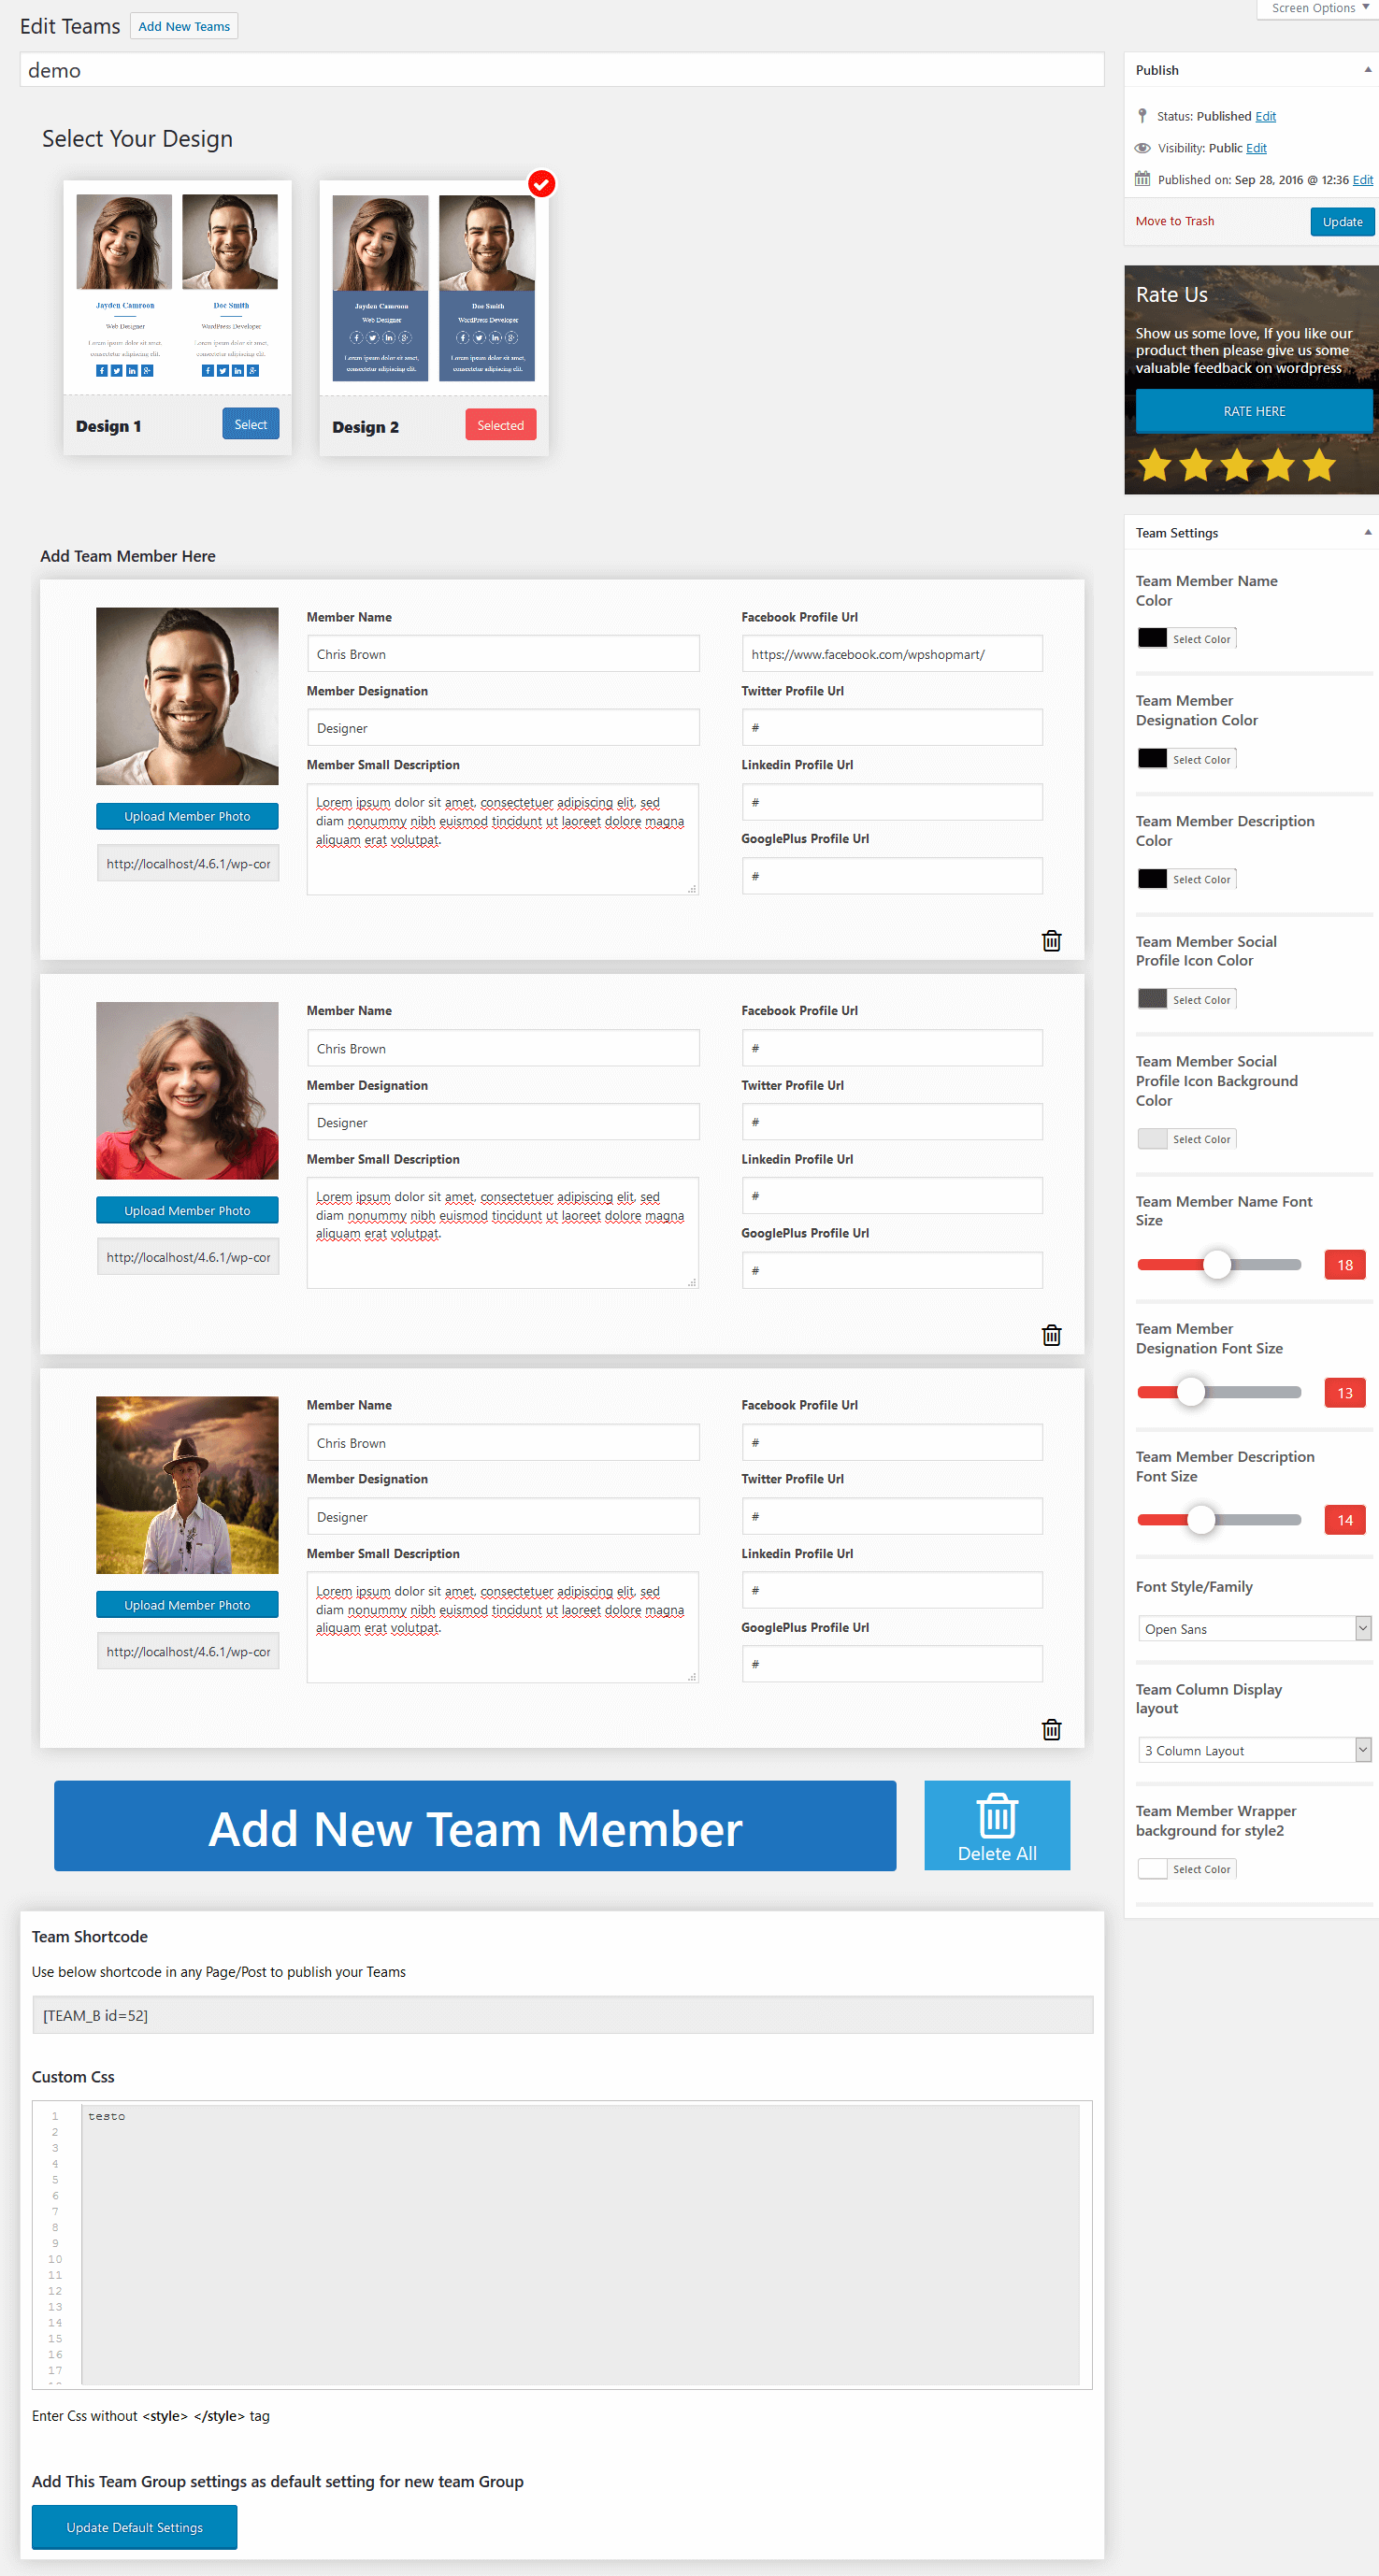 Screen Options
Edit Teams
Add New Teams
demo
Select Your Design
Jayden Camroon
Web Designer
Lorem ipsum dolor sit amet,
consectetur adipiscing elit.
Doe Smith
WordPress Developer
Lorem ipsum dolor sit amet,
consectetur adipiscing elit.
Design 1
Select
Jayden Camroon
Web Designer
Lorem ipsum dolor sit amet,
consectetur adipiscing elit.
Doe Smith
WordPress Developer
Lorem ipsum dolor sit amet,
consectetur adipiscing elit.
Design 2
Selected
Add Team Member Here
Upload Member Photo
http://localhost/4.6.1/wp-cor
Member Name
Chris Brown
Member Designation
Designer
Member Small Description
Lorem ipsum dolor sit amet, consectetuer adipiscing elit, sed
diam nonummy nibh euismod tincidunt ut laoreet dolore magna
aliquam erat volutpat.
Facebook Profile Url
https://www.facebook.com/wpshopmart/
Twitter Profile Url
#
Linkedin Profile Url
#
GooglePlus Profile Url
#
Upload Member Photo
http://localhost/4.6.1/wp-cor
Member Name
Chris Brown
Member Designation
Designer
Member Small Description
Lorem ipsum dolor sit amet, consectetuer adipiscing elit, sed
diam nonummy nibh euismod tincidunt ut laoreet dolore magna
aliquam erat volutpat.
Facebook Profile Url
#
Twitter Profile Url
#
Linkedin Profile Url
#
GooglePlus Profile Url
#
Upload Member Photo
http://localhost/4.6.1/wp-cor
Member Name
Chris Brown
Member Designation
Designer
Member Small Description
Lorem ipsum dolor sit amet, consectetuer adipiscing elit, sed
diam nonummy nibh euismod tincidunt ut laoreet dolore magna
aliquam erat volutpat.
Facebook Profile Url
#
Twitter Profile Url
#
Linkedin Profile Url
#
GooglePlus Profile Url
#
Add New Team Member
Delete All
Team Shortcode
Use below shortcode in any Page/Post to publish your Teams
[TEAM_B id=52]
Custom Css
1 testo
2
3
4
5
6
7
8
9
10
11
12
13
14
15
16
17
Enter Css without <style> </style> tag
Add This Team Group settings as default setting for new team Group
Update Default Settings
Publish
Status: Published Edit
Visibility: Public Edit
Published on: Sep 28, 2016 @ 12:36 Edit
Move to Trash
Update
Rate Us
Show us some love, If you like our
product then please give us some
valuable feedback on wordpress
RATE HERE
Team Settings
Team Member Name
Color
Select Color
Team Member
Designation Color
Select Color
Team Member Description
Color
Select Color
Team Member Social
Profile Icon Color
Select Color
Team Member Social
Profile Icon Background
Color
Select Color
Team Member Name Font
Size
18
Team Member
Designation Font Size
13
Team Member Description
Font Size
14
Font Style/Family
Open Sans
Team Column Display
layout
3 Column Layout
Team Member Wrapper
background for style2
Select Color